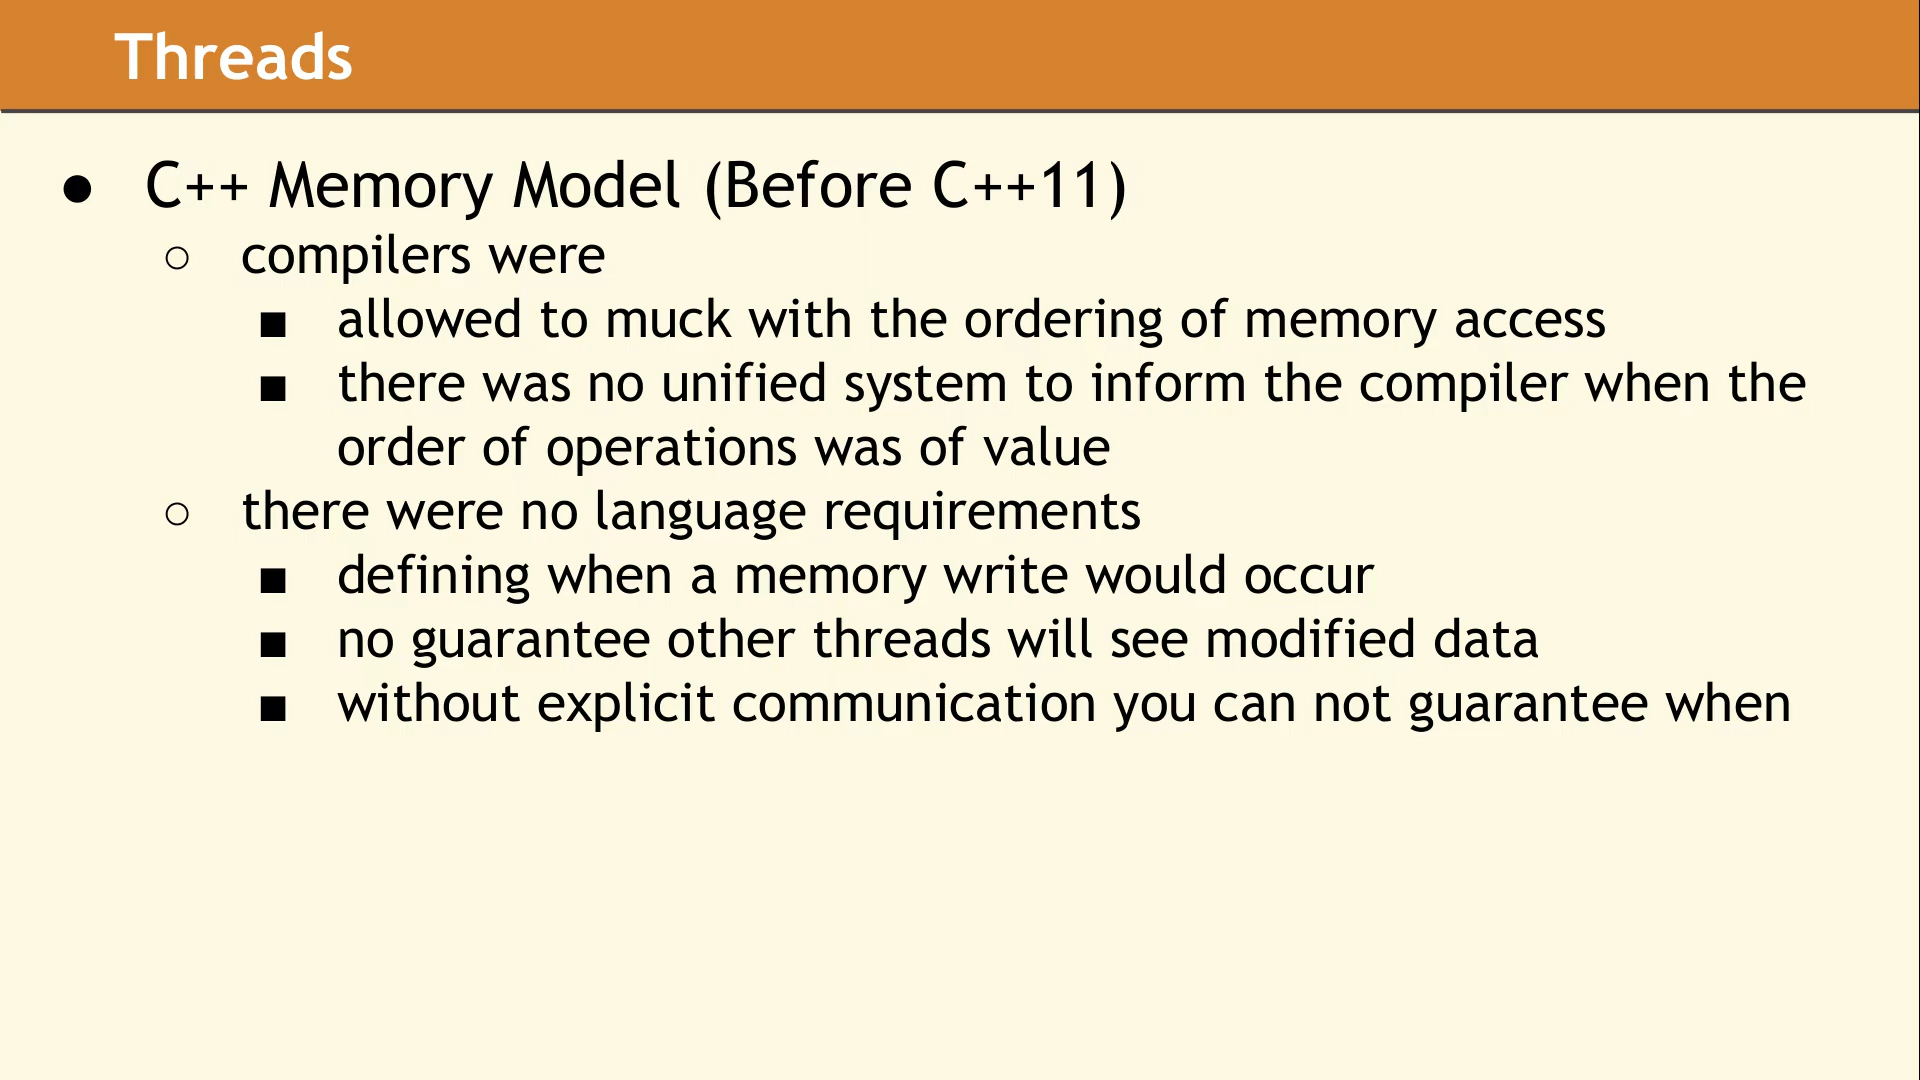 Threads
● C++ Memory Model (Before C++11)
○ compilers were
■ allowed to muck with the ordering of memory access
■ there was no unified system to inform the compiler when the
order of operations was of value
○ there were no language requirements
■ defining when a memory write would occur
■ no guarantee other threads will see modified data
■ without explicit communication you can not guarantee when